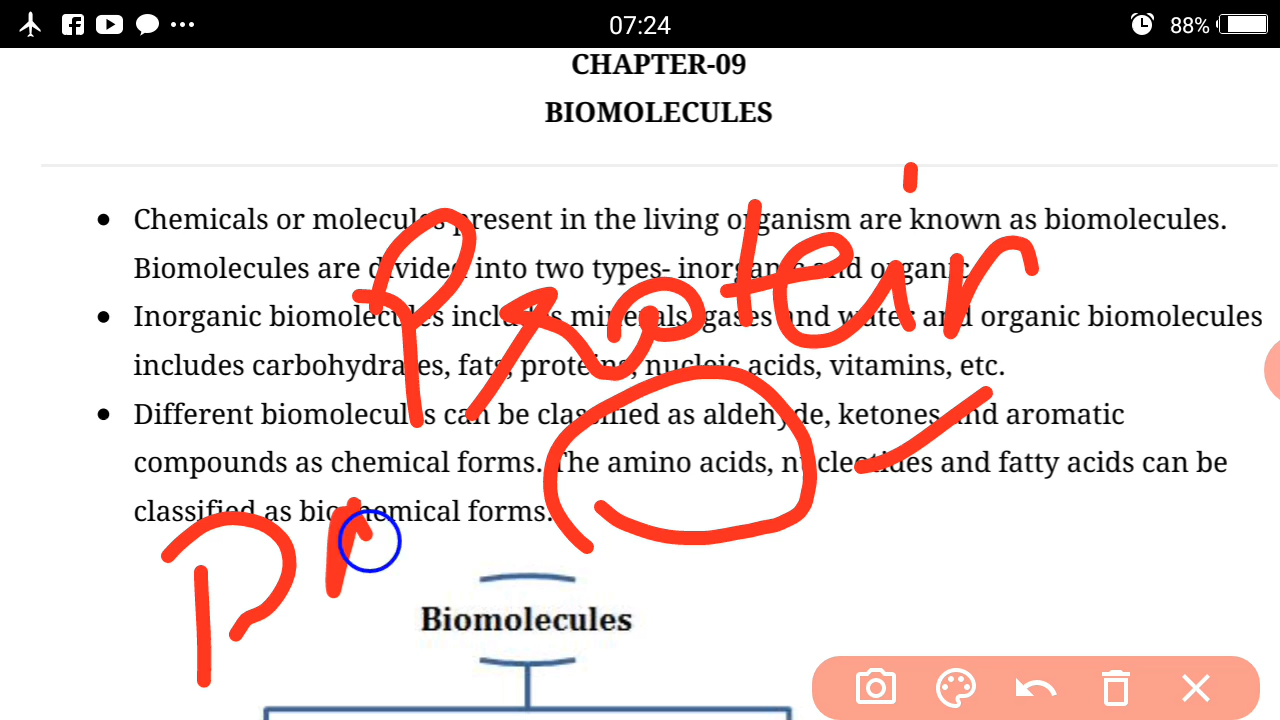 07:24
88%
CHAPTER-09
BIOMOLECULES
Chemicals or molecules present in the living organism are known as biomolecules.
Biomolecules are divided into two types- inorganic and organic.
Inorganic biomolecules includes minerals, gases and water and organic biomolecules
includes carbohydrates, fats, proteins, nucleic acids, vitamins, etc.
Different biomolecules can be classified as aldehyde, ketones and aromatic
compounds as chemical forms. The amino acids, nucleotides and fatty acids can be
classified as biochemical forms.
Protein
Pr
Biomolecules